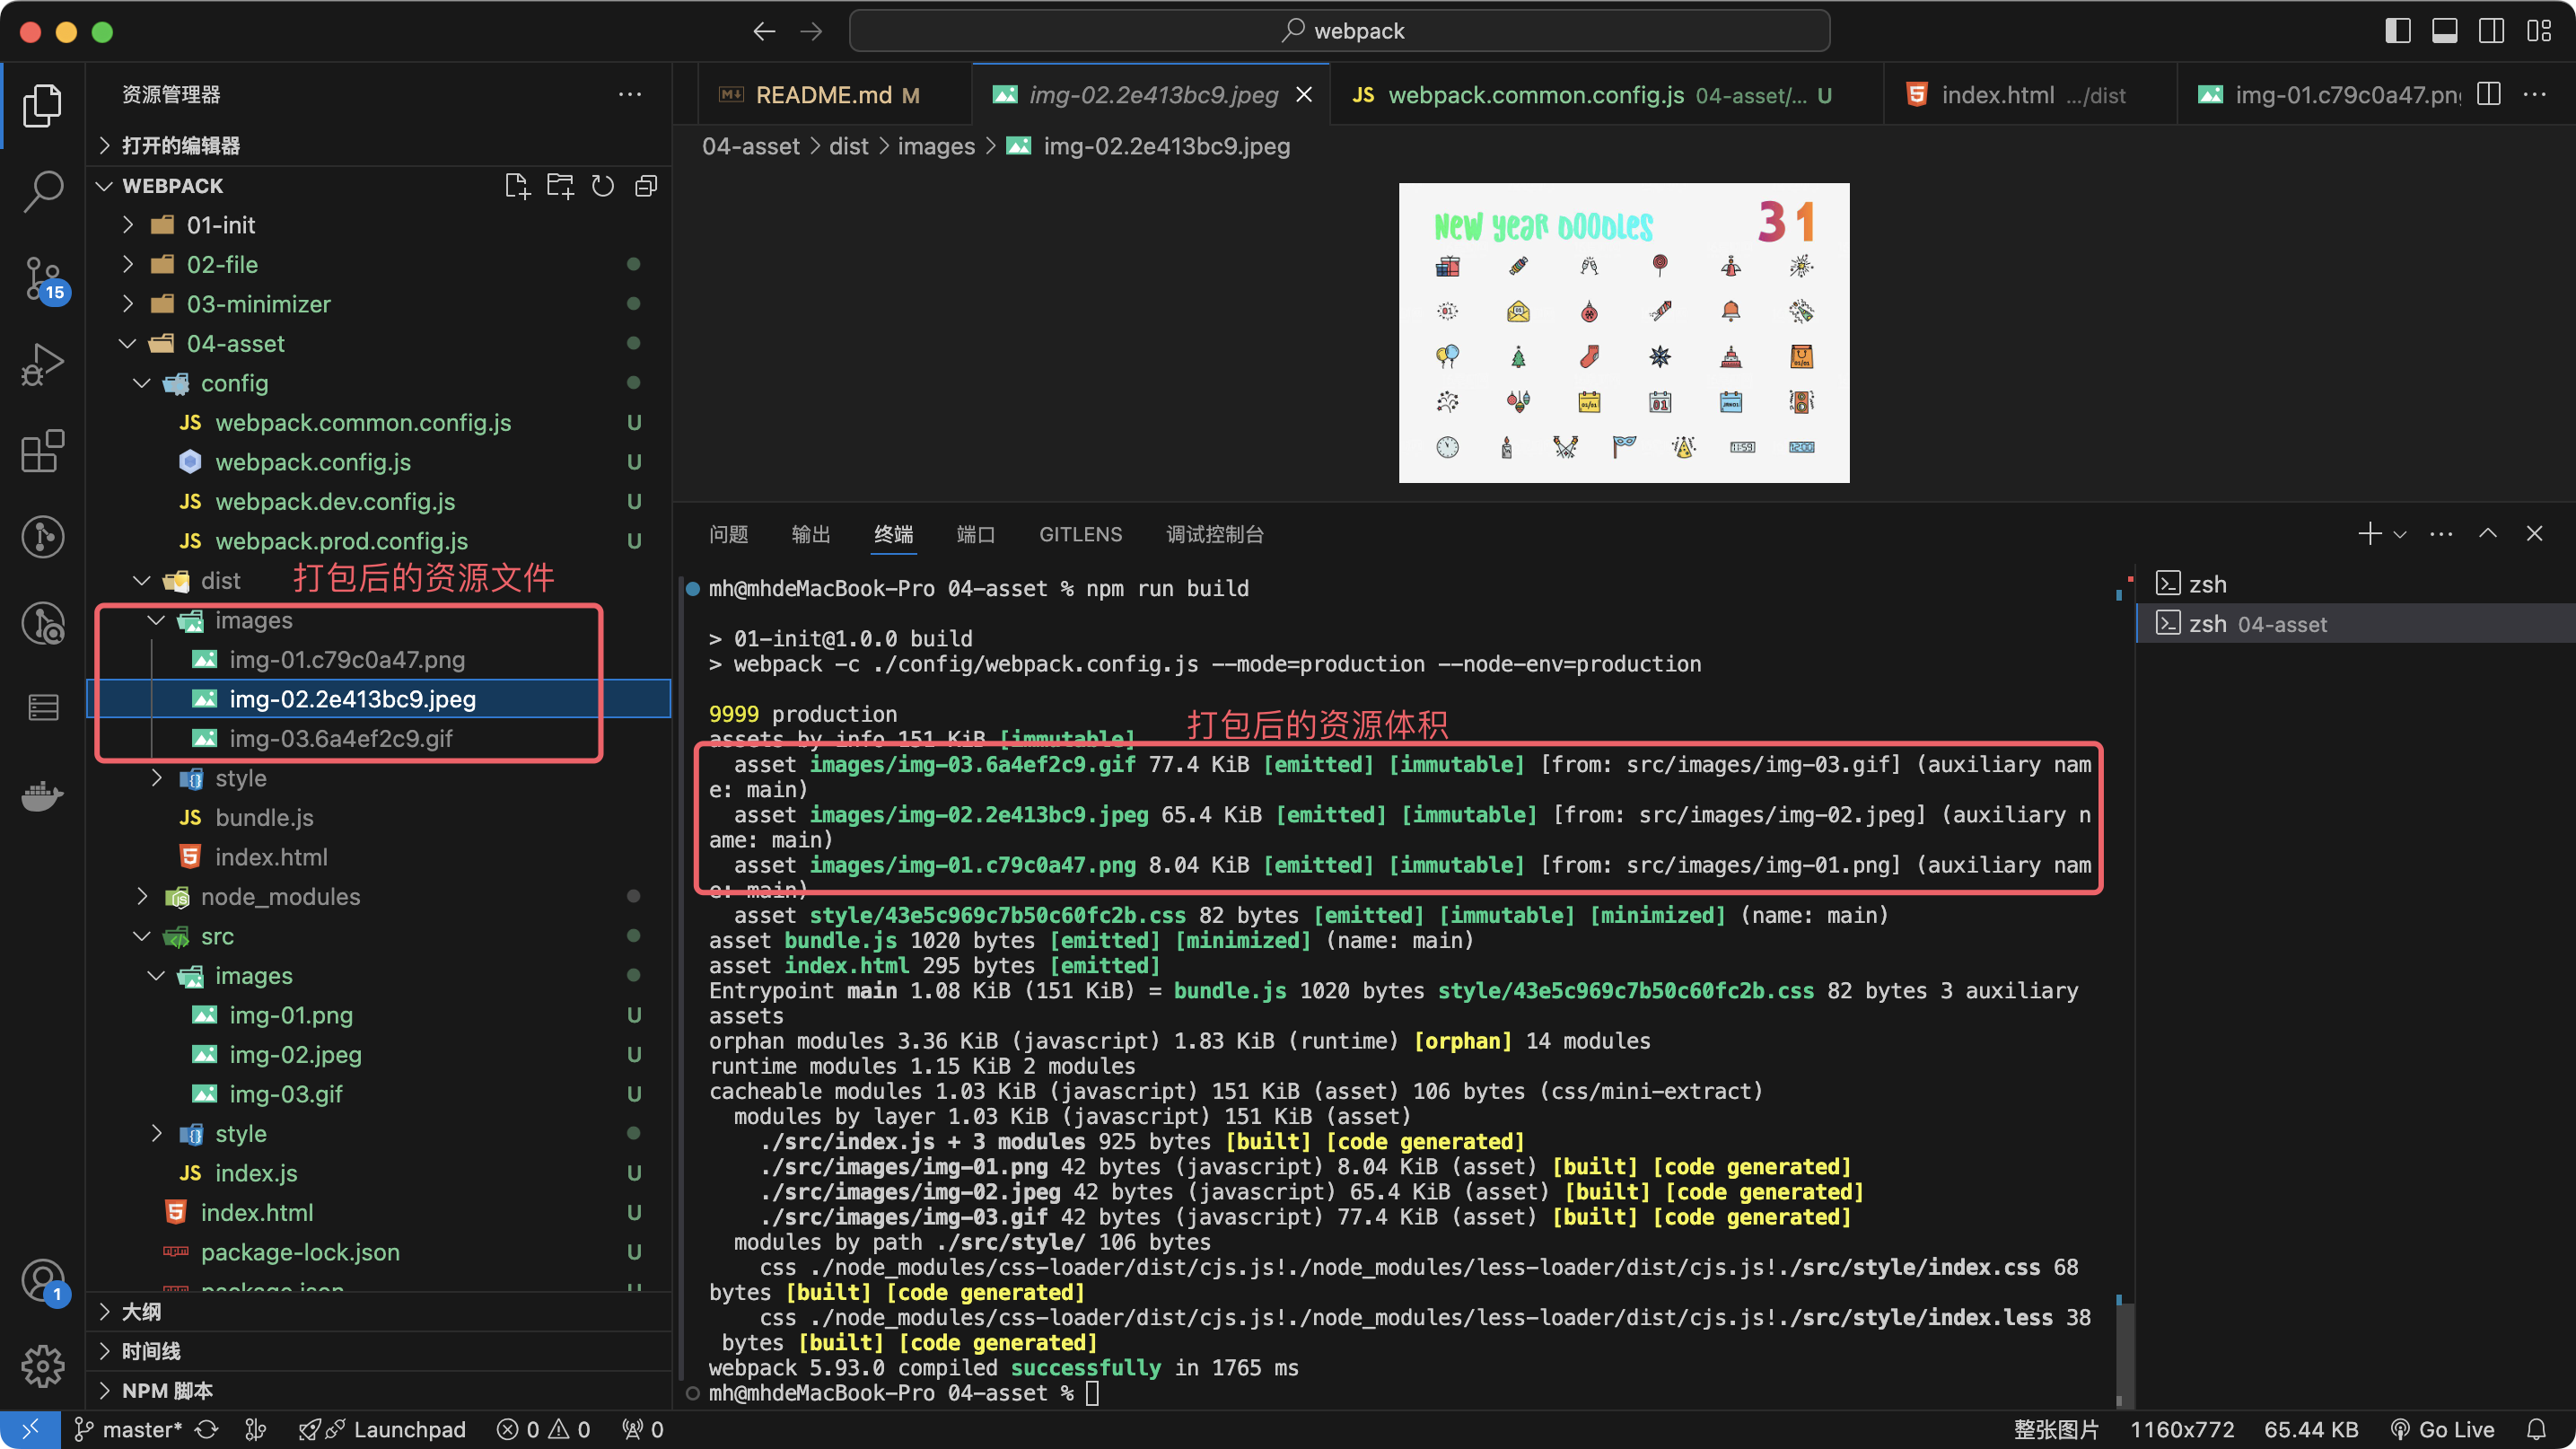 webpack
资源管理器
打开的编辑器
WEBPACK
01-init
02-file
03-minimizer
04-asset
config
JS webpack.common.config.js U
webpack.config.js U
JS webpack.dev.config.js U
JS webpack.prod.config.js U
dist
打包后的资源文件
images
img-01.c79c0a47.png
img-02.2e413bc9.jpeg
img-03.6a4ef2c9.gif
style
JS bundle.js
index.html
node_modules
src
images
img-01.png U
img-02.jpeg U
img-03.gif U
style
JS index.js U
index.html U
package-lock.json U
package.json U
大纲
时间线
NPM 脚本
15
1
README.md M
img-02.2e413bc9.jpeg
JS webpack.common.config.js 04-asset/... U
index.html .../dist
img-01.c79c0a47.png
04-asset > dist > images > img-02.2e413bc9.jpeg
New year DOODLES 31
问题 输出 终端 端口 GITLENS 调试控制台
mh@mhdeMacBook-Pro 04-asset % npm run build
> 01-init@1.0.0 build
> webpack -c ./config/webpack.config.js --mode=production --node-env=production
9999 production
打包后的资源体积
assets by info 151 KiB [immutable]
asset images/img-03.6a4ef2c9.gif 77.4 KiB [emitted] [immutable] [from: src/images/img-03.gif] (auxiliary nam
e: main)
asset images/img-02.2e413bc9.jpeg 65.4 KiB [emitted] [immutable] [from: src/images/img-02.jpeg] (auxiliary n
ame: main)
asset images/img-01.c79c0a47.png 8.04 KiB [emitted] [immutable] [from: src/images/img-01.png] (auxiliary nam
e: main)
asset style/43e5c969c7b50c60fc2b.css 82 bytes [emitted] [immutable] [minimized] (name: main)
asset bundle.js 1020 bytes [emitted] [minimized] (name: main)
asset index.html 295 bytes [emitted]
Entrypoint main 1.08 KiB (151 KiB) = bundle.js 1020 bytes style/43e5c969c7b50c60fc2b.css 82 bytes 3 auxiliary
assets
orphan modules 3.36 KiB (javascript) 1.83 KiB (runtime) [orphan] 14 modules
runtime modules 1.15 KiB 2 modules
cacheable modules 1.03 KiB (javascript) 151 KiB (asset) 106 bytes (css/mini-extract)
modules by layer 1.03 KiB (javascript) 151 KiB (asset)
./src/index.js + 3 modules 925 bytes [built] [code generated]
./src/images/img-01.png 42 bytes (javascript) 8.04 KiB (asset) [built] [code generated]
./src/images/img-02.jpeg 42 bytes (javascript) 65.4 KiB (asset) [built] [code generated]
./src/images/img-03.gif 42 bytes (javascript) 77.4 KiB (asset) [built] [code generated]
modules by path ./src/style/ 106 bytes
css ./node_modules/css-loader/dist/cjs.js!./node_modules/less-loader/dist/cjs.js!./src/style/index.css 68
bytes [built] [code generated]
css ./node_modules/css-loader/dist/cjs.js!./node_modules/less-loader/dist/cjs.js!./src/style/index.less 38
bytes [built] [code generated]
webpack 5.93.0 compiled successfully in 1765 ms
mh@mhdeMacBook-Pro 04-asset %
zsh
zsh 04-asset
master* Launchpad 0 0 0 整张图片 1160x772 65.44 KB Go Live